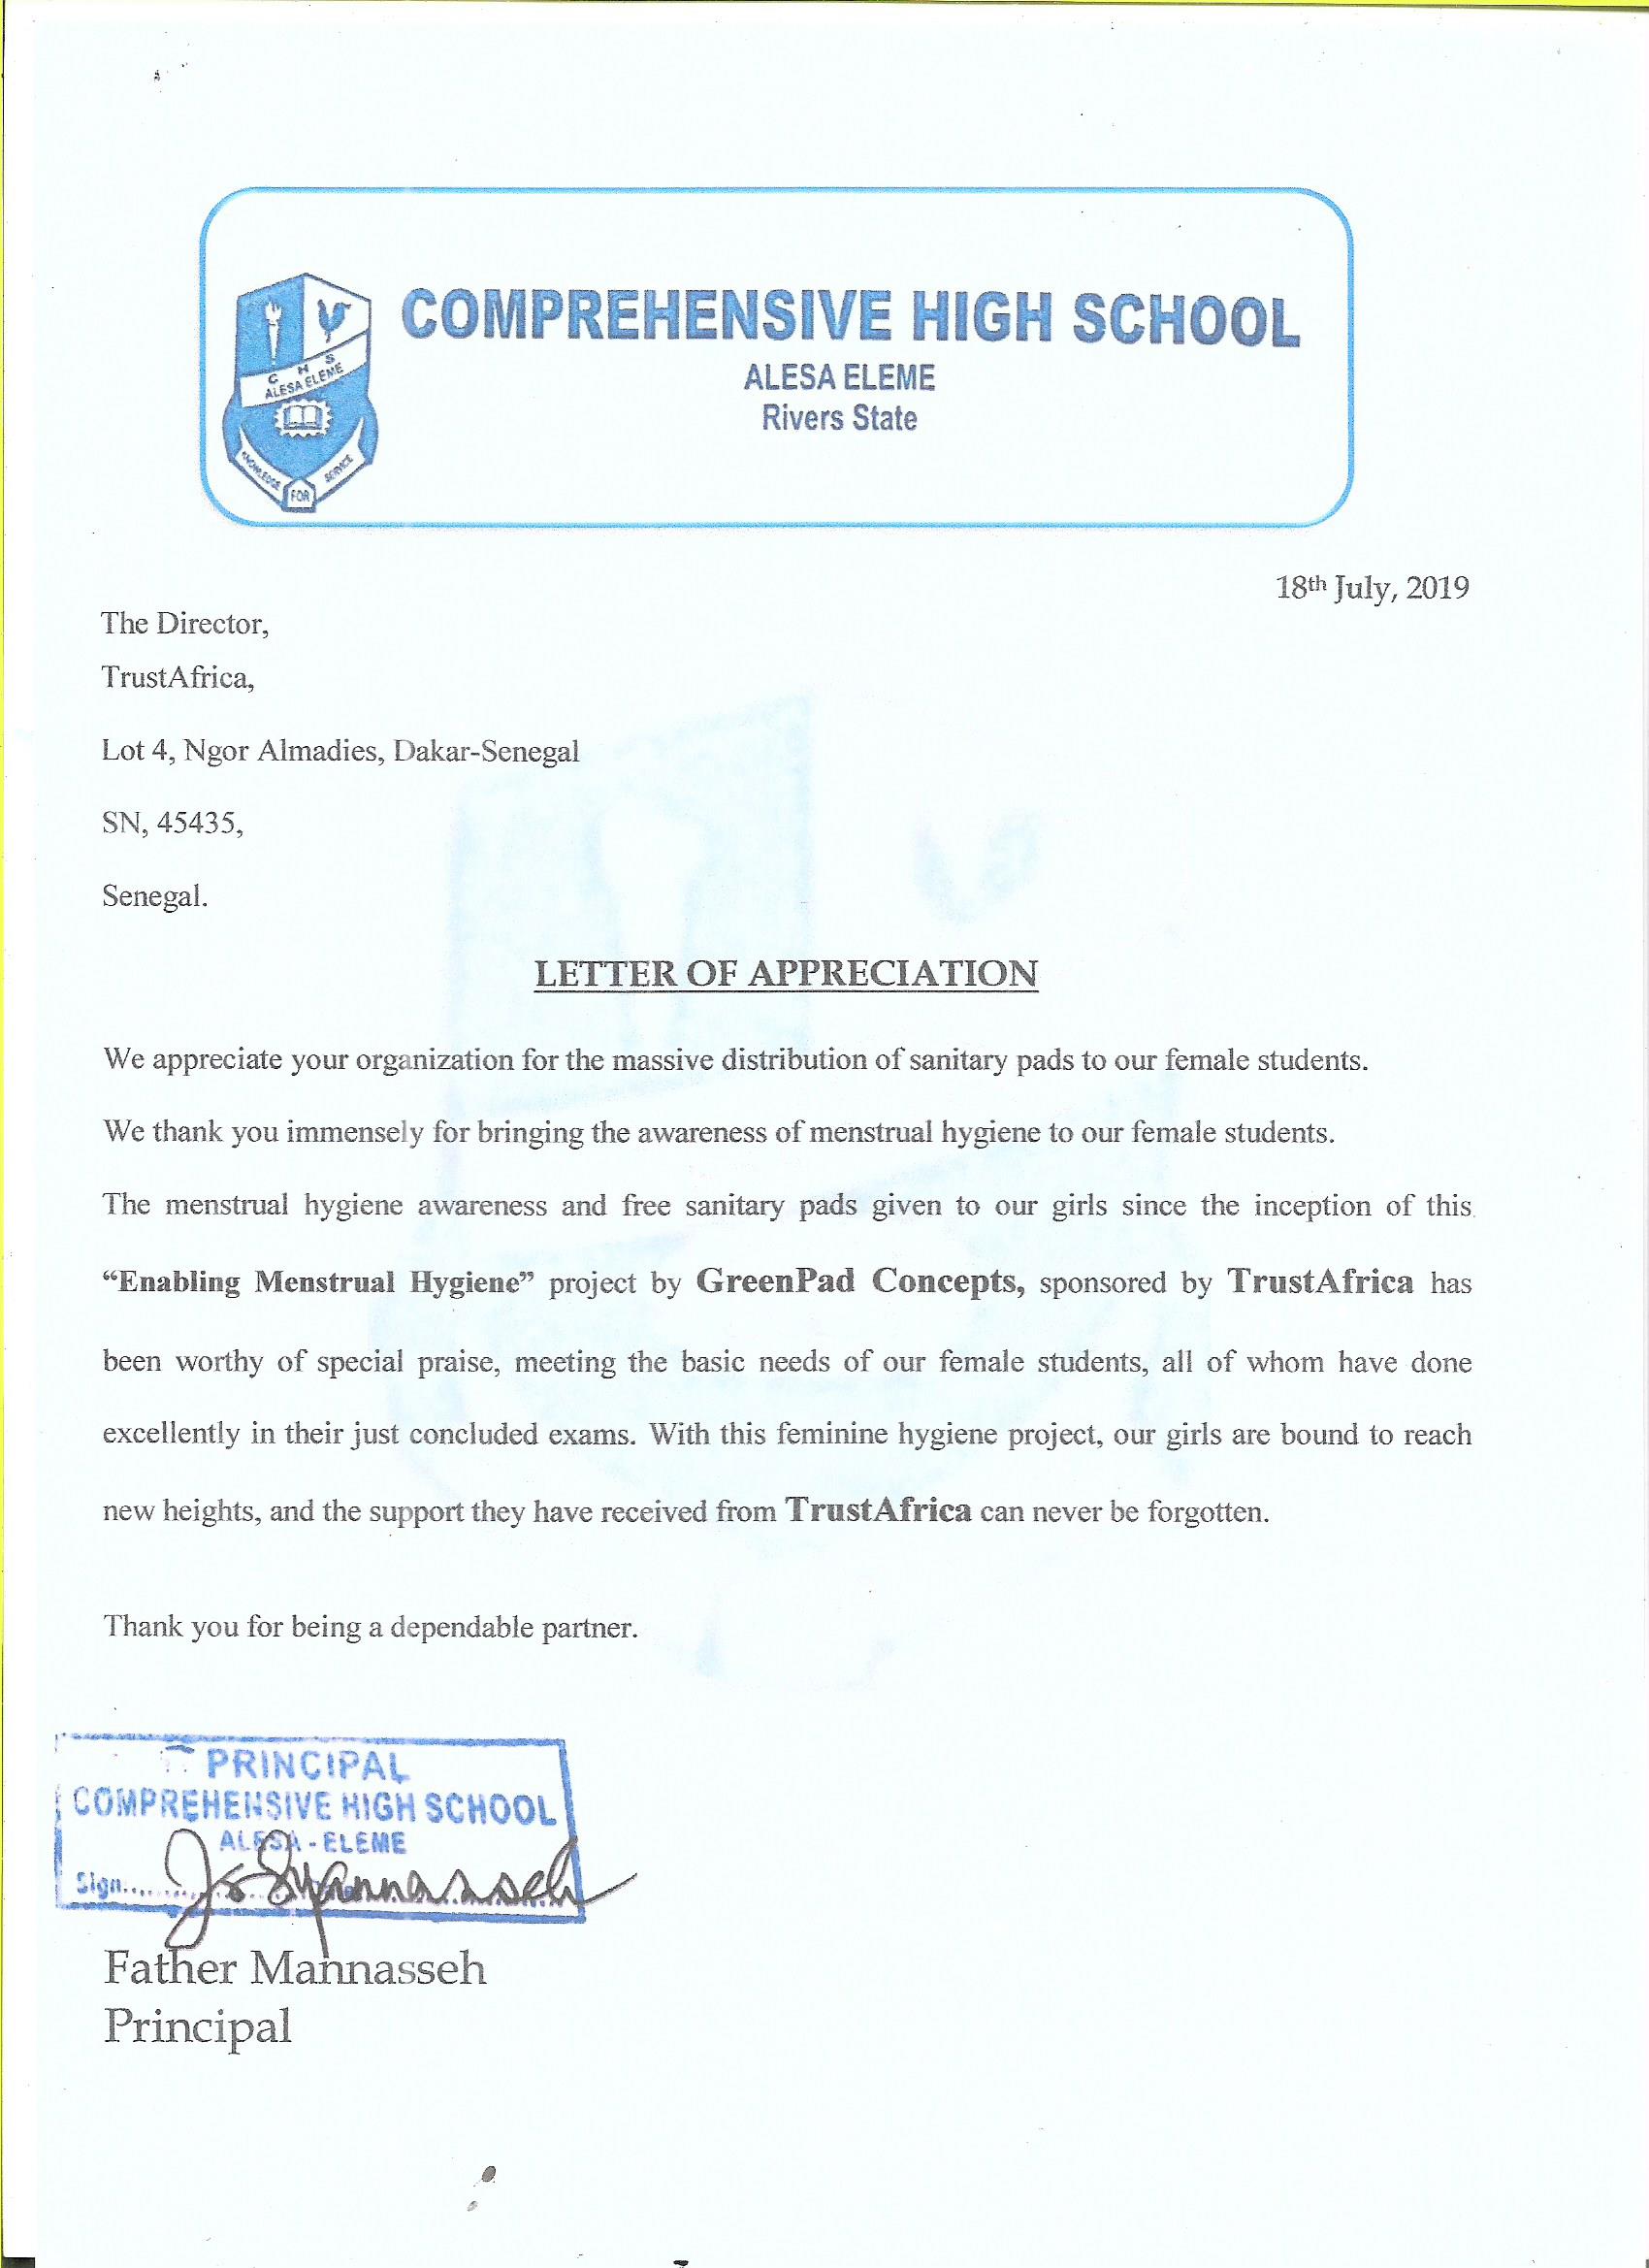 COMPREHENSIVE HIGH SCHOOL
ALESA ELEME
Rivers State
C H S
ALESA ELEME
KNOWLEDGE FOR SERVICE
18th July, 2019
The Director,
TrustAfrica,
Lot 4, Ngor Almadies, Dakar-Senegal
SN, 45435,
Senegal.
LETTER OF APPRECIATION
We appreciate your organization for the massive distribution of sanitary pads to our female students.
We thank you immensely for bringing the awareness of menstrual hygiene to our female students.
The menstrual hygiene awareness and free sanitary pads given to our girls since the inception of this
“Enabling Menstrual Hygiene” project by GreenPad Concepts, sponsored by TrustAfrica has
been worthy of special praise, meeting the basic needs of our female students, all of whom have done
excellently in their just concluded exams. With this feminine hygiene project, our girls are bound to reach
new heights, and the support they have received from TrustAfrica can never be forgotten.
Thank you for being a dependable partner.
PRINCIPAL
COMPREHENSIVE HIGH SCHOOL
ALESA - ELEME
Sign
Father Mannasseh
Principal